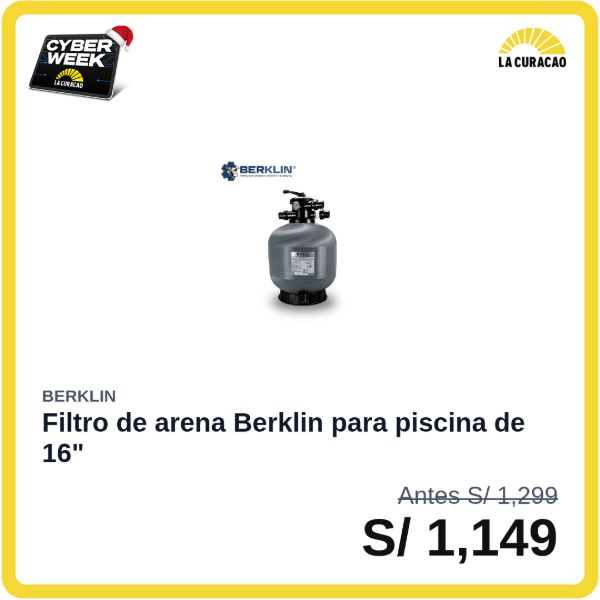 CYBER
WEEK
LA CURACAO
LA CURACAO
BERKLIN®
BERKLIN
Filtro de arena Berklin para piscina de
16"
Antes S/ 1,299
S/ 1,149